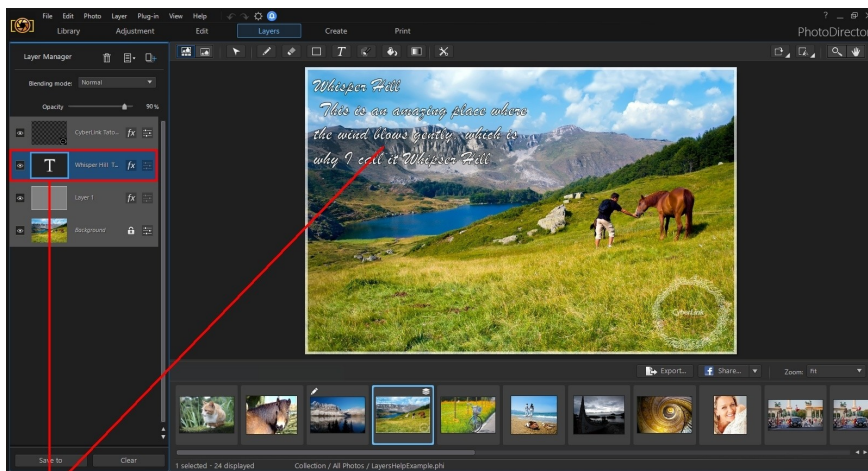 File Edit Photo Layer Plug-in View Help
Library Adjustment Edit Layers Create Print
PhotoDirector
Layer Manager
Blending mode: Normal
Opacity 90 %
CyberLink Tato... fx
T Whisper Hill T... fx
Layer 1 fx
Background
Whisper Hill
This is an amazing place where
the wind blows gently, which is
why I call it Whipser Hill
CyberLink
Export... Share... Zoom: Fit
Save to Clear
1 selected - 24 displayed Collection / All Photos / LayersHelpExample.phi